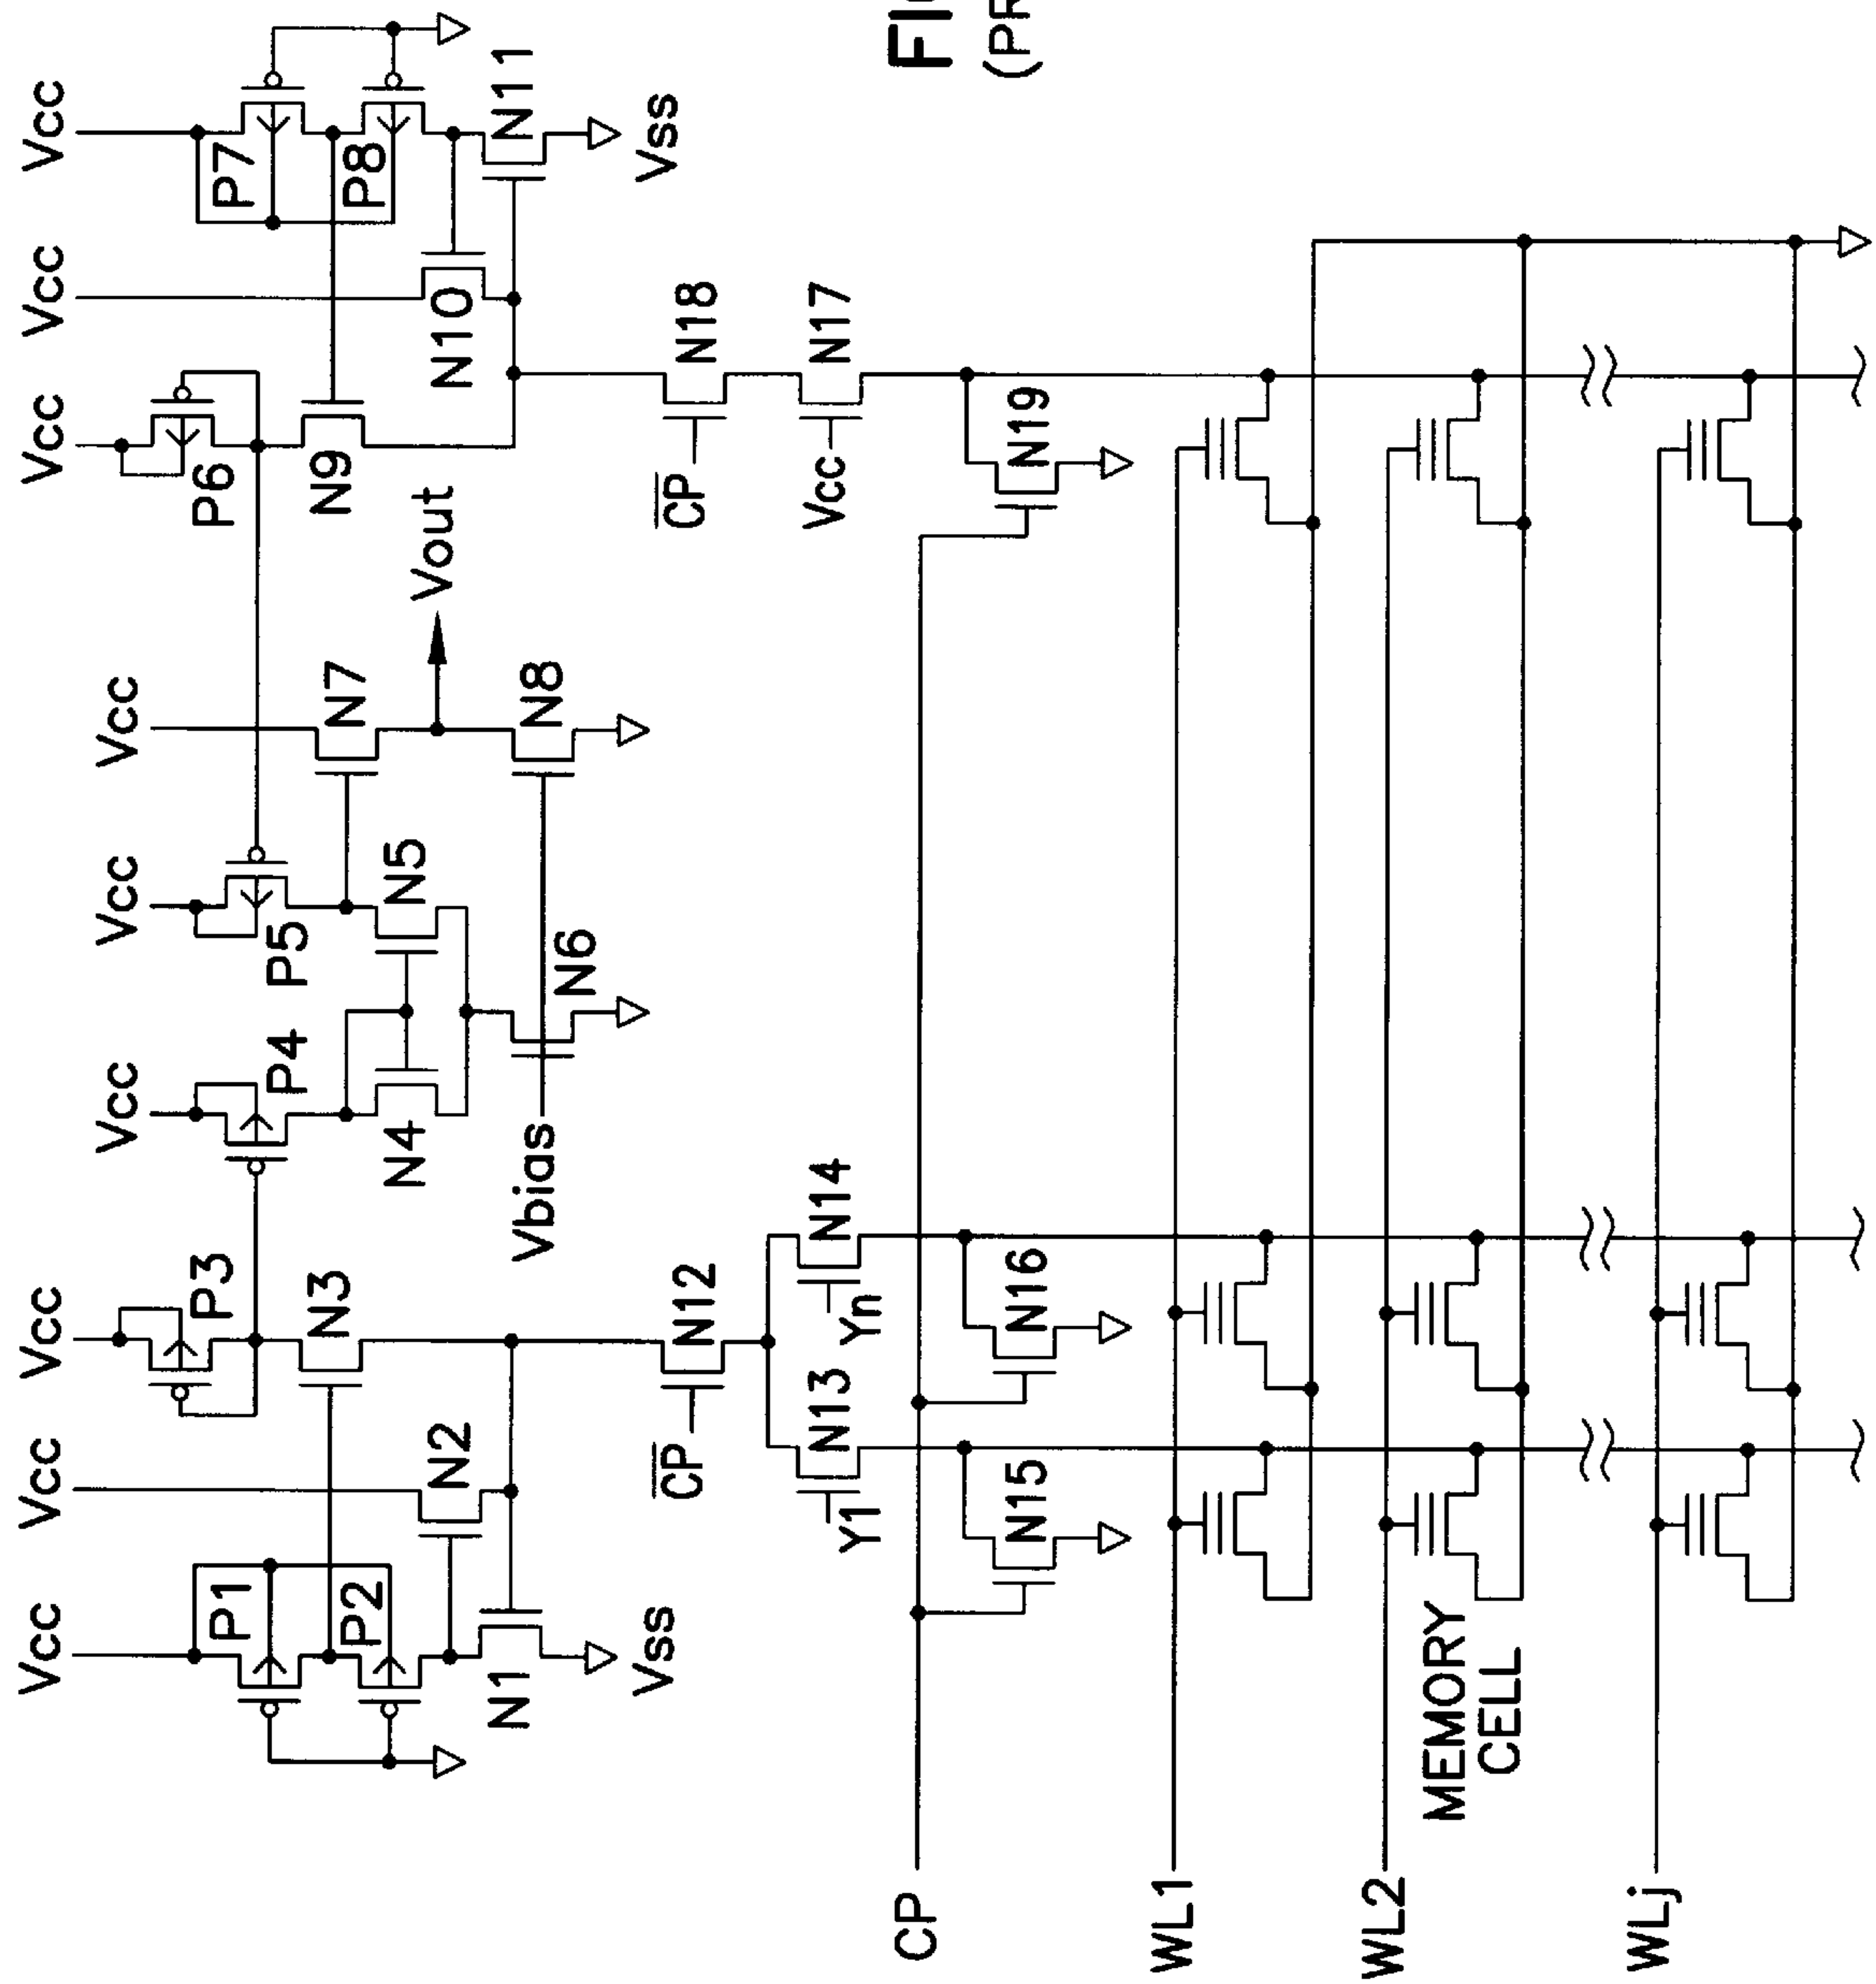 Vcc
Vcc
Vcc
Vcc
Vcc
Vcc
Vcc
Vcc
Vcc
P1
P3
P6
P7
P4
P5
P2
N3
N7
N9
P8
N4
N5
Vout
N2
N10
N1
Vbias
N8
N11
N6
Vss
Vss
C̅P̅
N12
C̅P̅
N18
N13
N14
Vcc
N17
Y1
Yn
CP
(PR
N15
N16
N19
WL1
WL2
MEMORY
CELL
WLj